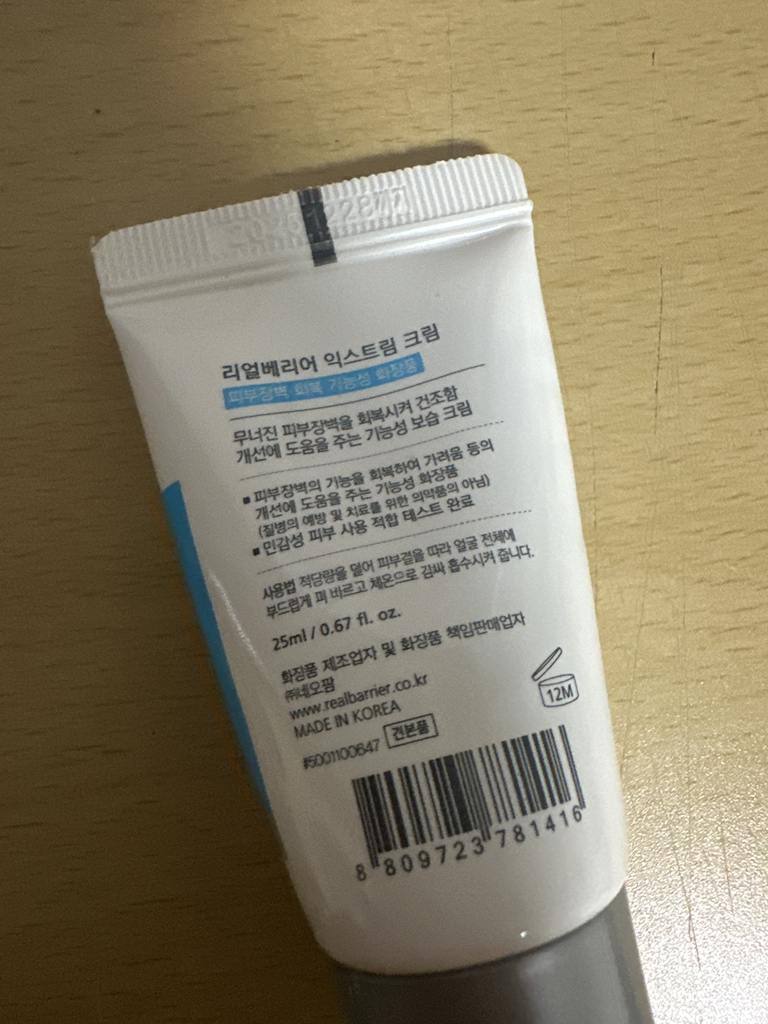 리얼베리어 익스트림 크림
피부장벽 회복 기능성 화장품
무너진 피부장벽을 회복시켜 건조함
개선에 도움을 주는 기능성 보습 크림
▪ 피부장벽의 기능을 회복하여 가려움 등의
개선에 도움을 주는 기능성 화장품
(질병의 예방 및 치료를 위한 의약품의 아님)
▪ 민감성 피부 사용 적합 테스트 완료
사용법 적당량을 덜어 피부결을 따라 얼굴 전체에
부드럽게 펴 바르고 체온으로 감싸 흡수시켜 줍니다.
25ml / 0.67 fl. oz.
화장품 제조업자 및 화장품 책임판매업자
㈜네오팜
www.realbarrier.co.kr
MADE IN KOREA
12M
#5001100647 견본품
8 809723 781416